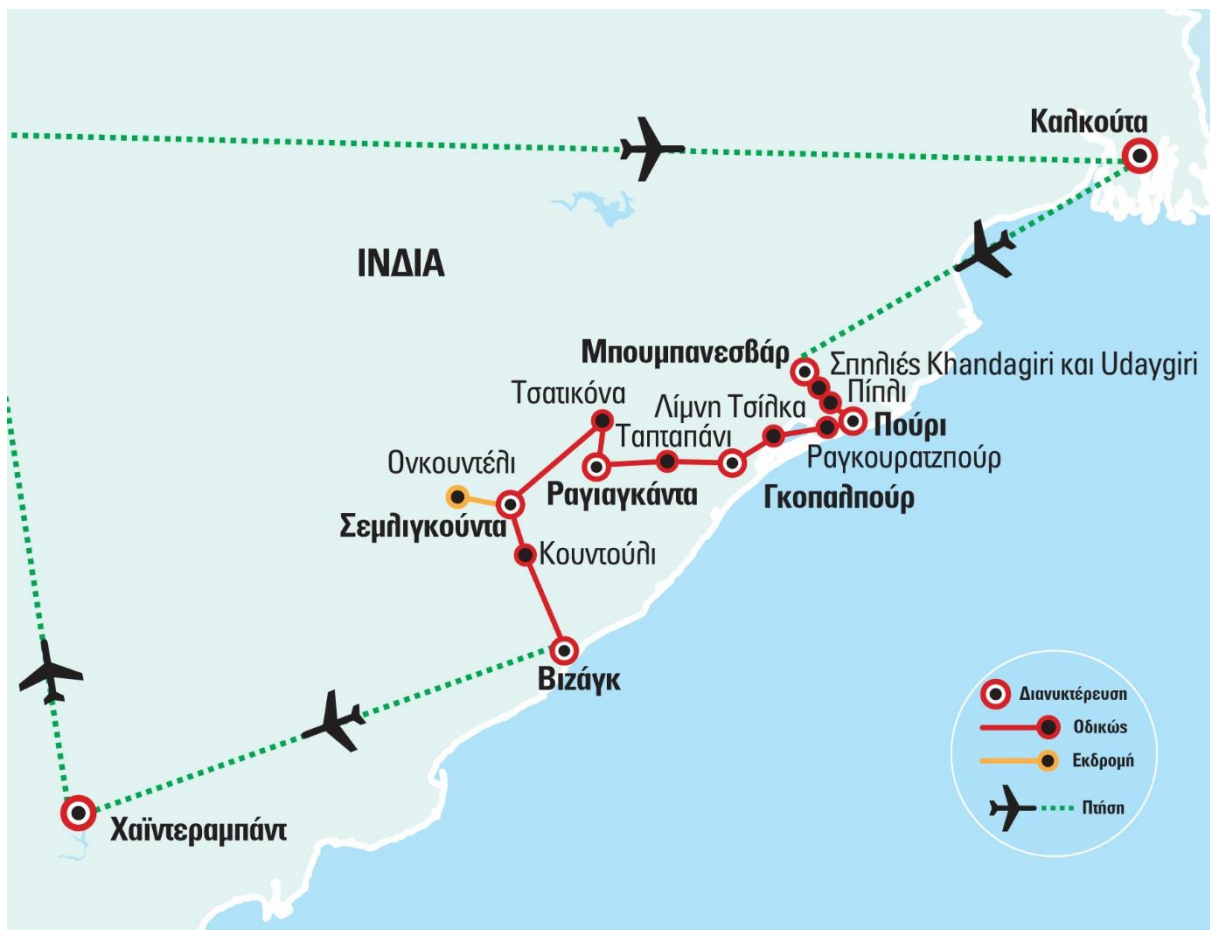 Καλκούτα
ΙΝΔΙΑ
Μπουμπανεσβάρ
Σπηλιές Khandagiri και Udaygiri
Πίπλι
Τσατικόνα
Λίμνη Τσίλκα
Πούρι
Ταπταπάνι
Ραγκουρατζπούρ
Ονκουντέλι
Ραγιαγκάντα
Γκοπαλπούρ
Σεμλιγκούντα
Κουντούλι
Βιζάγκ
Χαϊντεραμπάντ
Διανυκτέρευση
Οδικώς
Εκδρομή
Πτήση